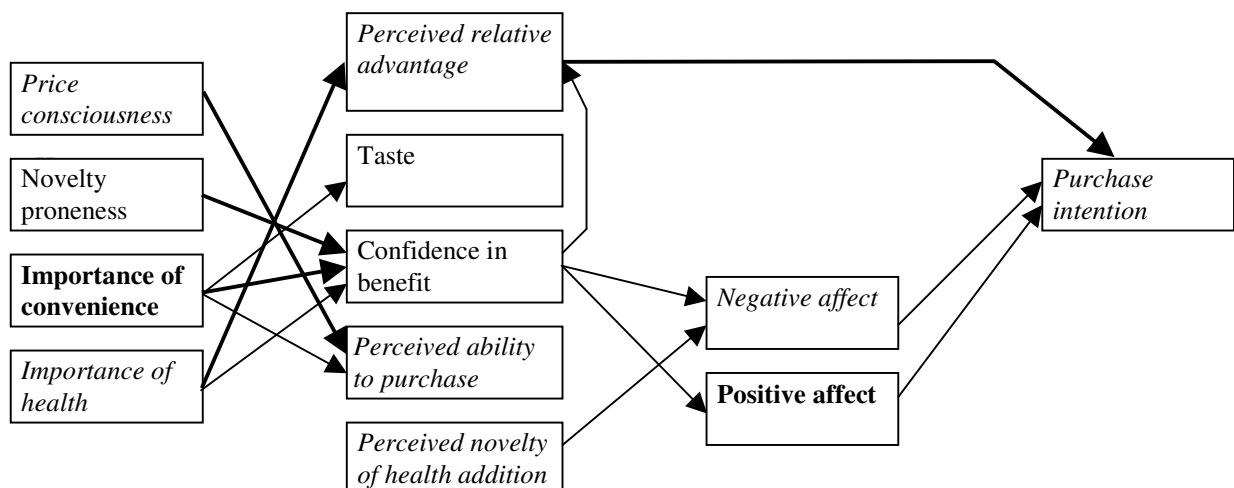 Price
consciousness
Novelty
proneness
Importance of
convenience
Importance of
health
Perceived relative
advantage
Taste
Confidence in
benefit
Perceived ability
to purchase
Perceived novelty
of health addition
Negative affect
Positive affect
Purchase
intention